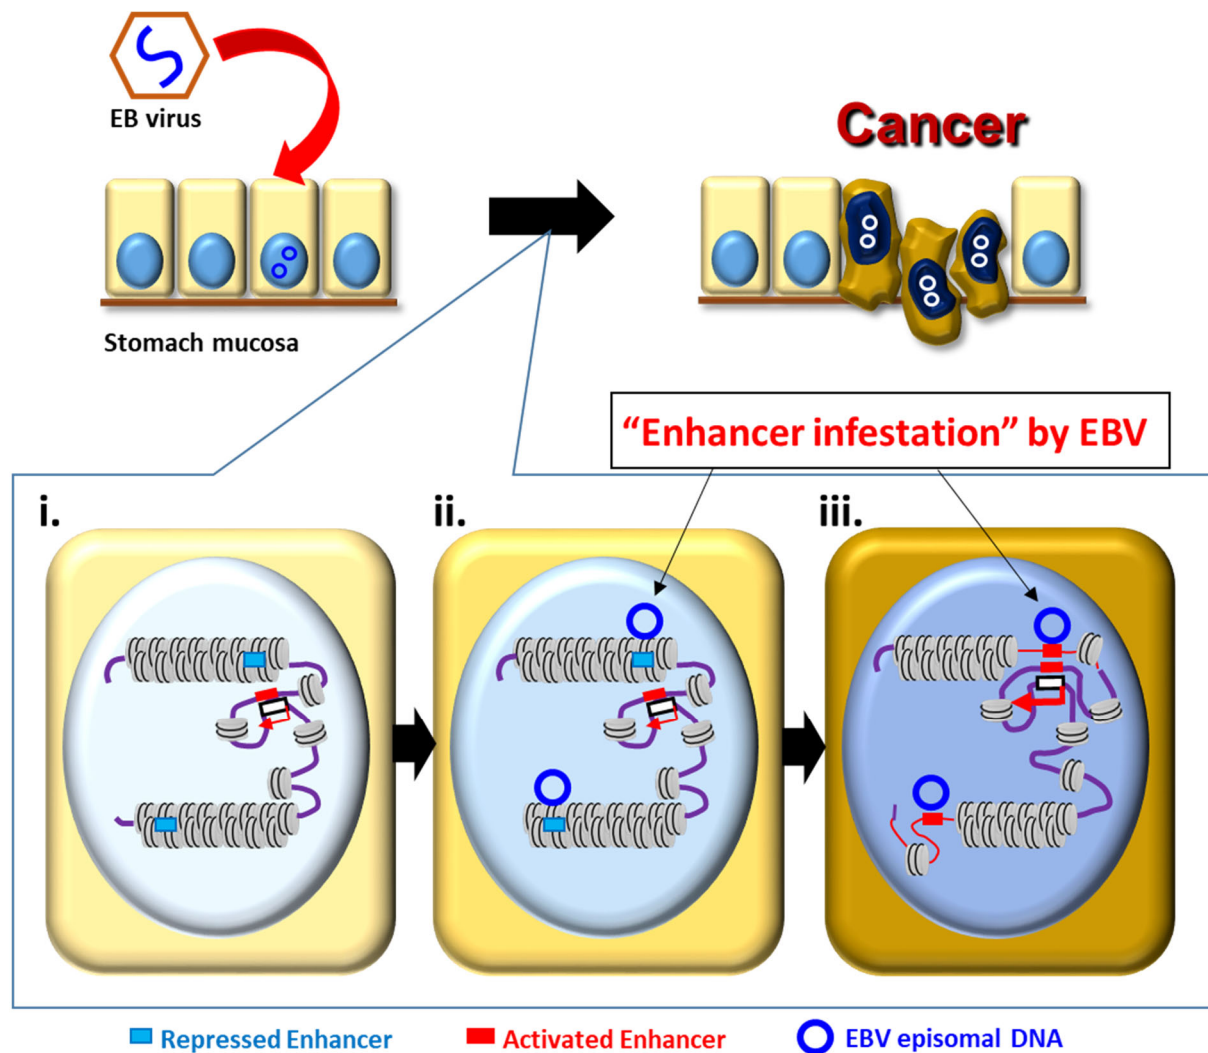 EB virus
Stomach mucosa
Cancer
“Enhancer infestation” by EBV
i.
ii.
iii.
Repressed Enhancer
Activated Enhancer
EBV episomal DNA